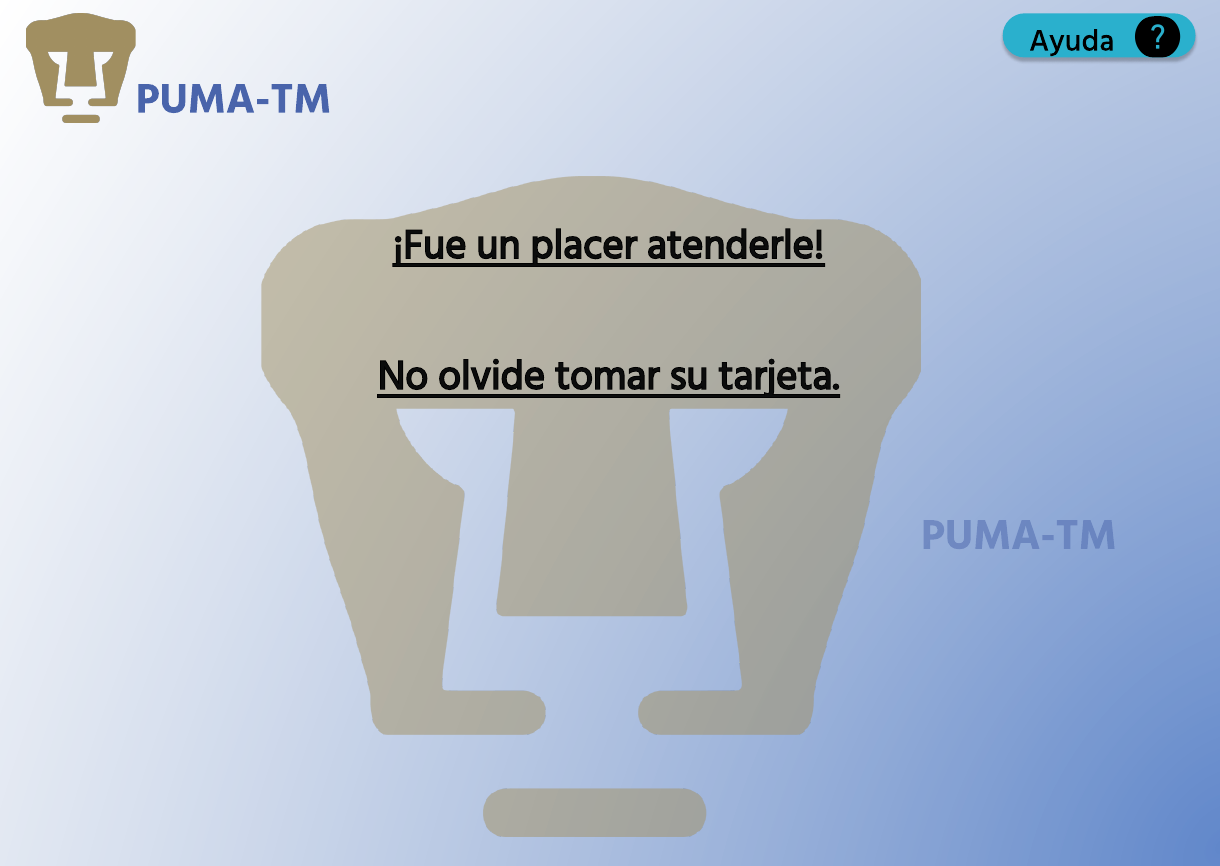 PUMA-TM
Ayuda ?
¡Fue un placer atenderle!
No olvide tomar su tarjeta.
PUMA-TM